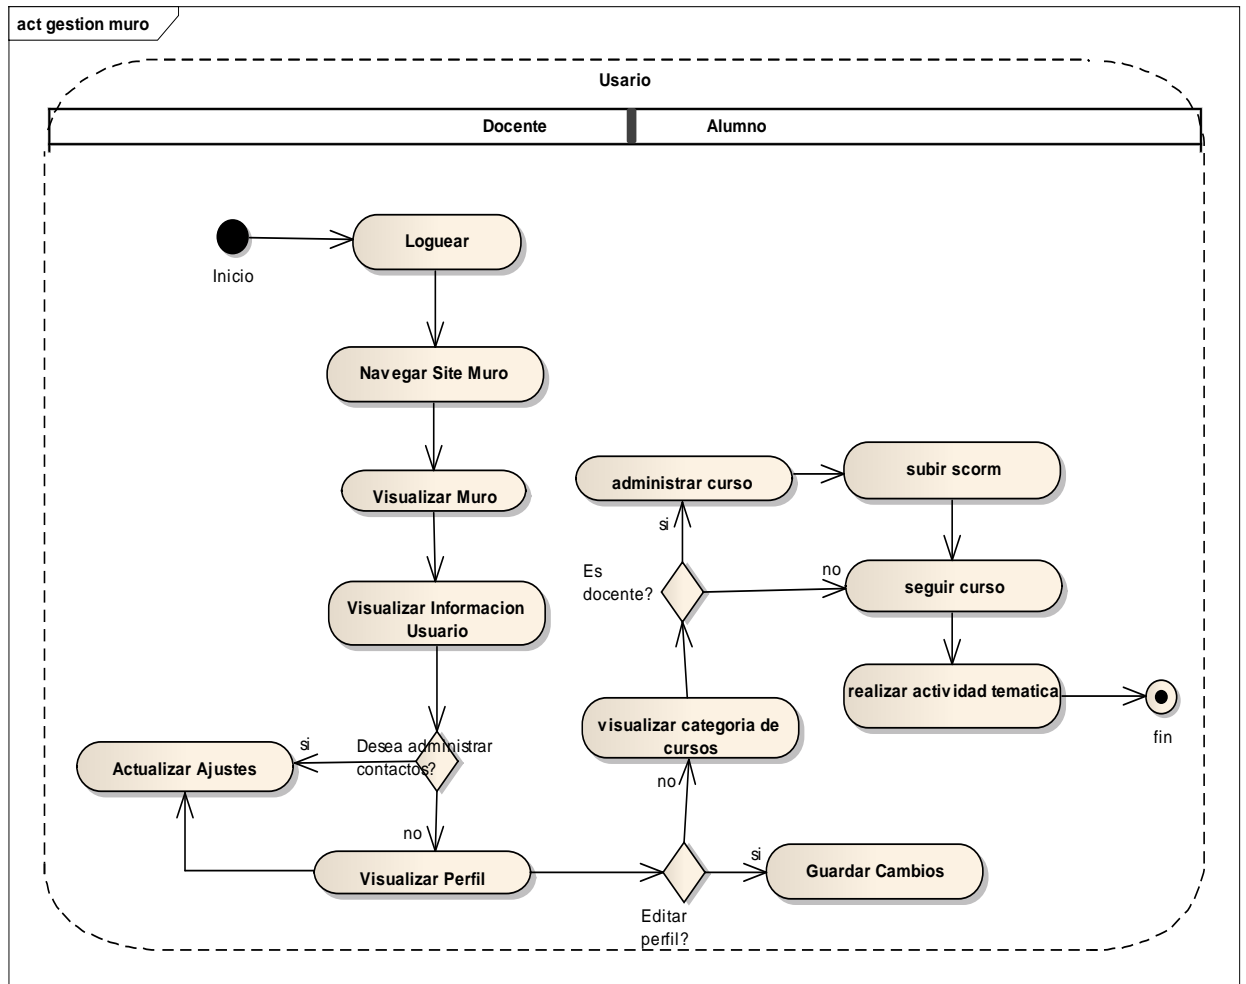 act gestion muro
Usario
Docente
Alumno
Inicio
Loguear
Navegar Site Muro
Visualizar Muro
Visualizar Informacion
Usuario
Desea administrar
contactos?
si
Actualizar Ajustes
no
Visualizar Perfil
Editar
perfil?
si
Guardar Cambios
no
visualizar categoria de
cursos
Es
docente?
si
administrar curso
subir scorm
no
seguir curso
realizar actividad tematica
fin